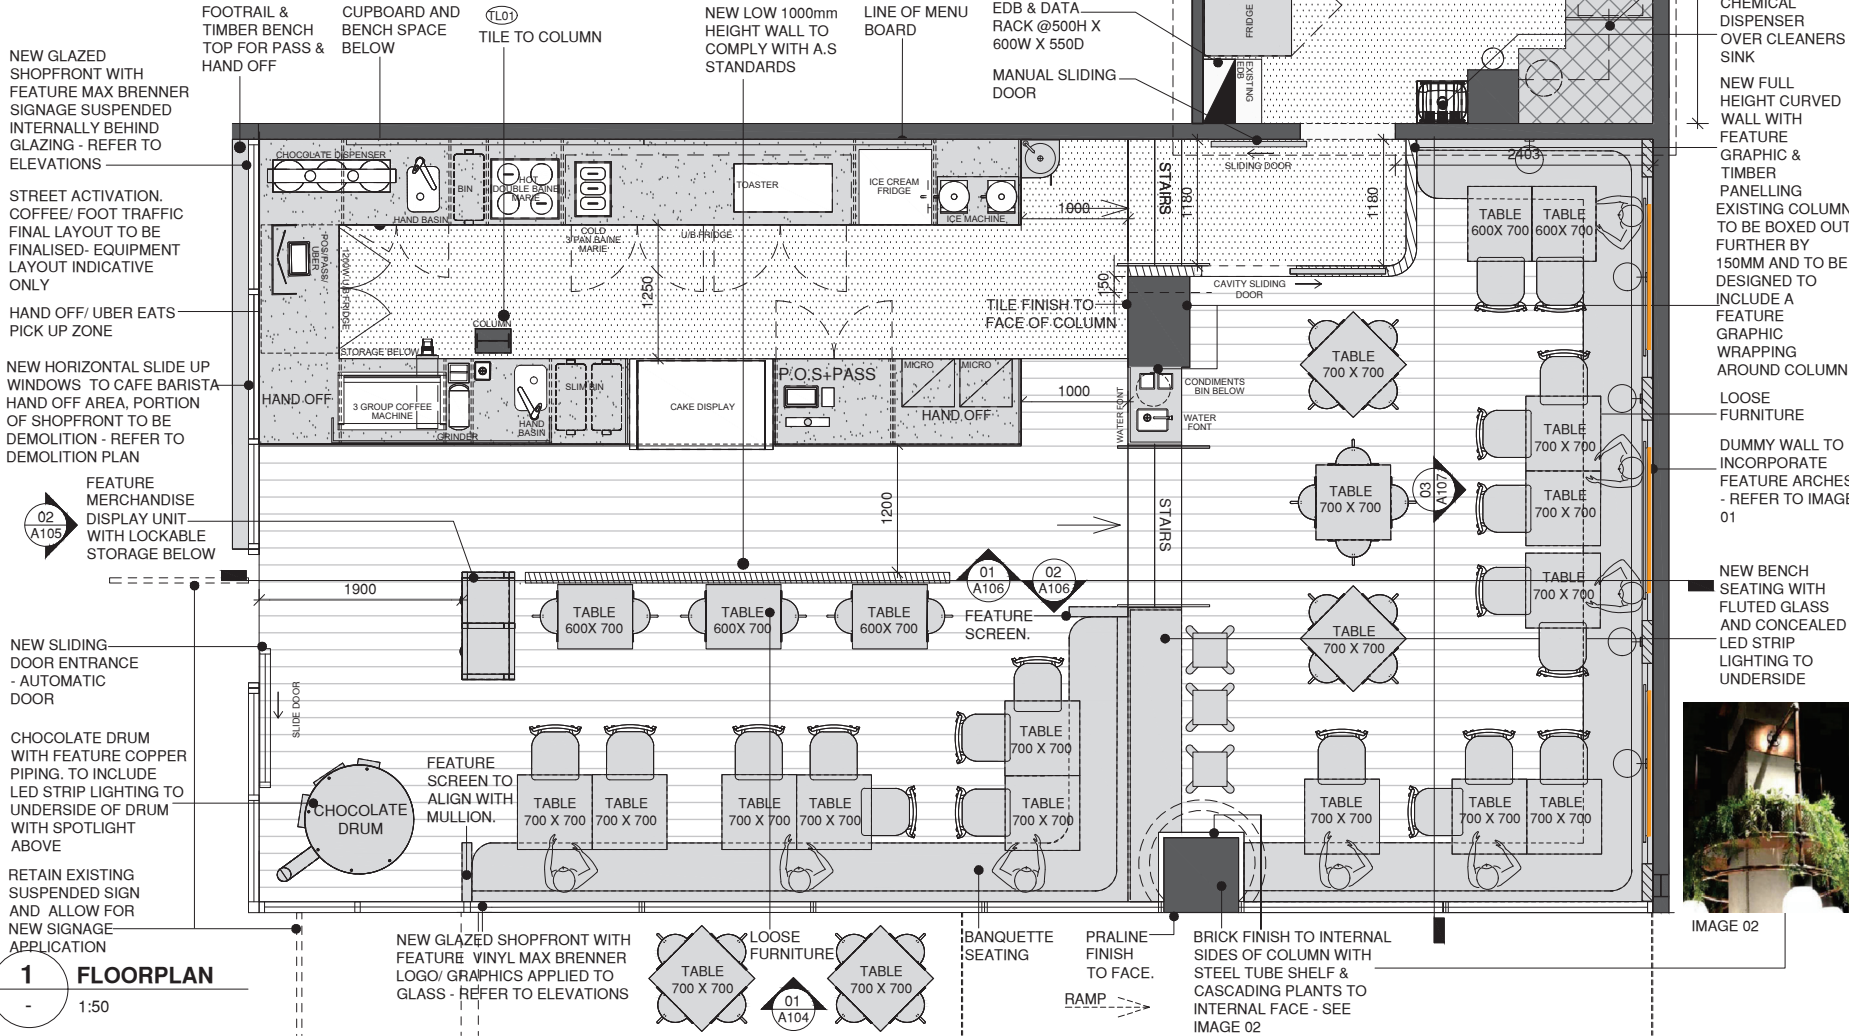 FOOTRAIL &
TIMBER BENCH
TOP FOR PASS &
HAND OFF
CUPBOARD AND
BENCH SPACE
BELOW
TL01
TILE TO COLUMN
NEW LOW 1000mm
HEIGHT WALL TO
COMPLY WITH A.S
STANDARDS
LINE OF MENU
BOARD
EDB & DATA
RACK @500H X
600W X 550D
MANUAL SLIDING
DOOR
FRIDGE
EXISTING
EDB
CHEMICAL
DISPENSER
OVER CLEANERS
SINK
NEW FULL
HEIGHT CURVED
WALL WITH
FEATURE
GRAPHIC &
TIMBER
PANELLING
EXISTING COLUMN
TO BE BOXED OUT
FURTHER BY
150MM AND TO BE
DESIGNED TO
INCLUDE A
FEATURE
GRAPHIC
WRAPPING
AROUND COLUMN
LOOSE
FURNITURE
DUMMY WALL TO
INCORPORATE
FEATURE ARCHES
- REFER TO IMAGE
01
NEW BENCH
SEATING WITH
FLUTED GLASS
AND CONCEALED
LED STRIP
LIGHTING TO
UNDERSIDE
IMAGE 02
NEW GLAZED
SHOPFRONT WITH
FEATURE MAX BRENNER
SIGNAGE SUSPENDED
INTERNALLY BEHIND
GLAZING - REFER TO
ELEVATIONS
STREET ACTIVATION.
COFFEE/ FOOT TRAFFIC
FINAL LAYOUT TO BE
FINALISED- EQUIPMENT
LAYOUT INDICATIVE
ONLY
HAND OFF/ UBER EATS
PICK UP ZONE
NEW HORIZONTAL SLIDE UP
WINDOWS TO CAFE BARISTA
HAND OFF AREA, PORTION
OF SHOPFRONT TO BE
DEMOLITION - REFER TO
DEMOLITION PLAN
FEATURE
MERCHANDISE
DISPLAY UNIT
WITH LOCKABLE
STORAGE BELOW
02
A105
NEW SLIDING
DOOR ENTRANCE
- AUTOMATIC
DOOR
CHOCOLATE DRUM
WITH FEATURE COPPER
PIPING. TO INCLUDE
LED STRIP LIGHTING TO
UNDERSIDE OF DRUM
WITH SPOTLIGHT
ABOVE
RETAIN EXISTING
SUSPENDED SIGN
AND ALLOW FOR
NEW SIGNAGE
APPLICATION
CHOCOLATE DISPENSER
HAND BASIN
BIN
HOT
DOUBLE BAINE
MARIE
COLD
3 PAN BAINE
MARIE
TOASTER
U/B FRIDGE
ICE CREAM
FRIDGE
ICE MACHINE
1000
STAIRS
1180
SLIDING DOOR
1180
2403
POS/PASS/
UBER
1200W U/B FRIDGE
COLUMN
STORAGE BELOW
1250
TILE FINISH TO
FACE OF COLUMN
150
CAVITY SLIDING
DOOR
HAND OFF
3 GROUP COFFEE
MACHINE
GRINDER
HAND
BASIN
SLIM BIN
CAKE DISPLAY
P.O.S+PASS
MICRO
MICRO
HAND OFF
1000
WATER FONT
CONDIMENTS
BIN BELOW
WATER
FONT
1200
STAIRS
1900
01
A106
02
A106
03
A107
FEATURE
SCREEN.
TABLE
600X 700
TABLE
600X 700
TABLE
600X 700
TABLE
600X 700
TABLE
600X 700
TABLE
700 X 700
TABLE
700 X 700
TABLE
700 X 700
TABLE
700 X 700
TABLE
700 X 700
TABLE
700 X 700
SLIDE DOOR
CHOCOLATE
DRUM
FEATURE
SCREEN TO
ALIGN WITH
MULLION.
TABLE
700 X 700
TABLE
700 X 700
TABLE
700 X 700
TABLE
700 X 700
TABLE
700 X 700
TABLE
700 X 700
TABLE
700 X 700
TABLE
700 X 700
TABLE
700 X 700
NEW GLAZED SHOPFRONT WITH
FEATURE VINYL MAX BRENNER
LOGO/ GRAPHICS APPLIED TO
GLASS - REFER TO ELEVATIONS
TABLE
700 X 700
LOOSE
FURNITURE
01
A104
TABLE
700 X 700
BANQUETTE
SEATING
PRALINE
FINISH
TO FACE.
RAMP
BRICK FINISH TO INTERNAL
SIDES OF COLUMN WITH
STEEL TUBE SHELF &
CASCADING PLANTS TO
INTERNAL FACE - SEE
IMAGE 02
1
-
FLOORPLAN
1:50